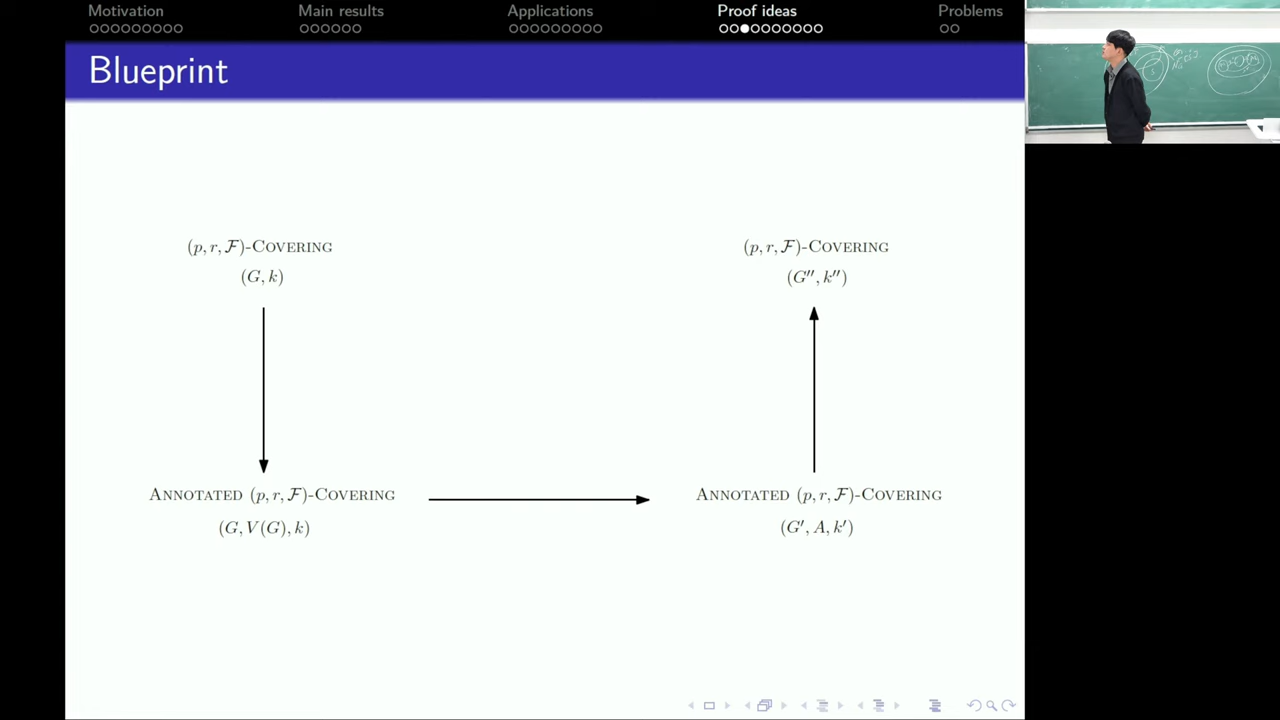 Motivation
Main results
Applications
Proof ideas
Problems
Blueprint
(p, r, ℱ)-COVERING
(G, k)
(p, r, ℱ)-COVERING
(G′′, k′′)
ANNOTATED (p, r, ℱ)-COVERING
(G, V(G), k)
ANNOTATED (p, r, ℱ)-COVERING
(G′, A, k′)